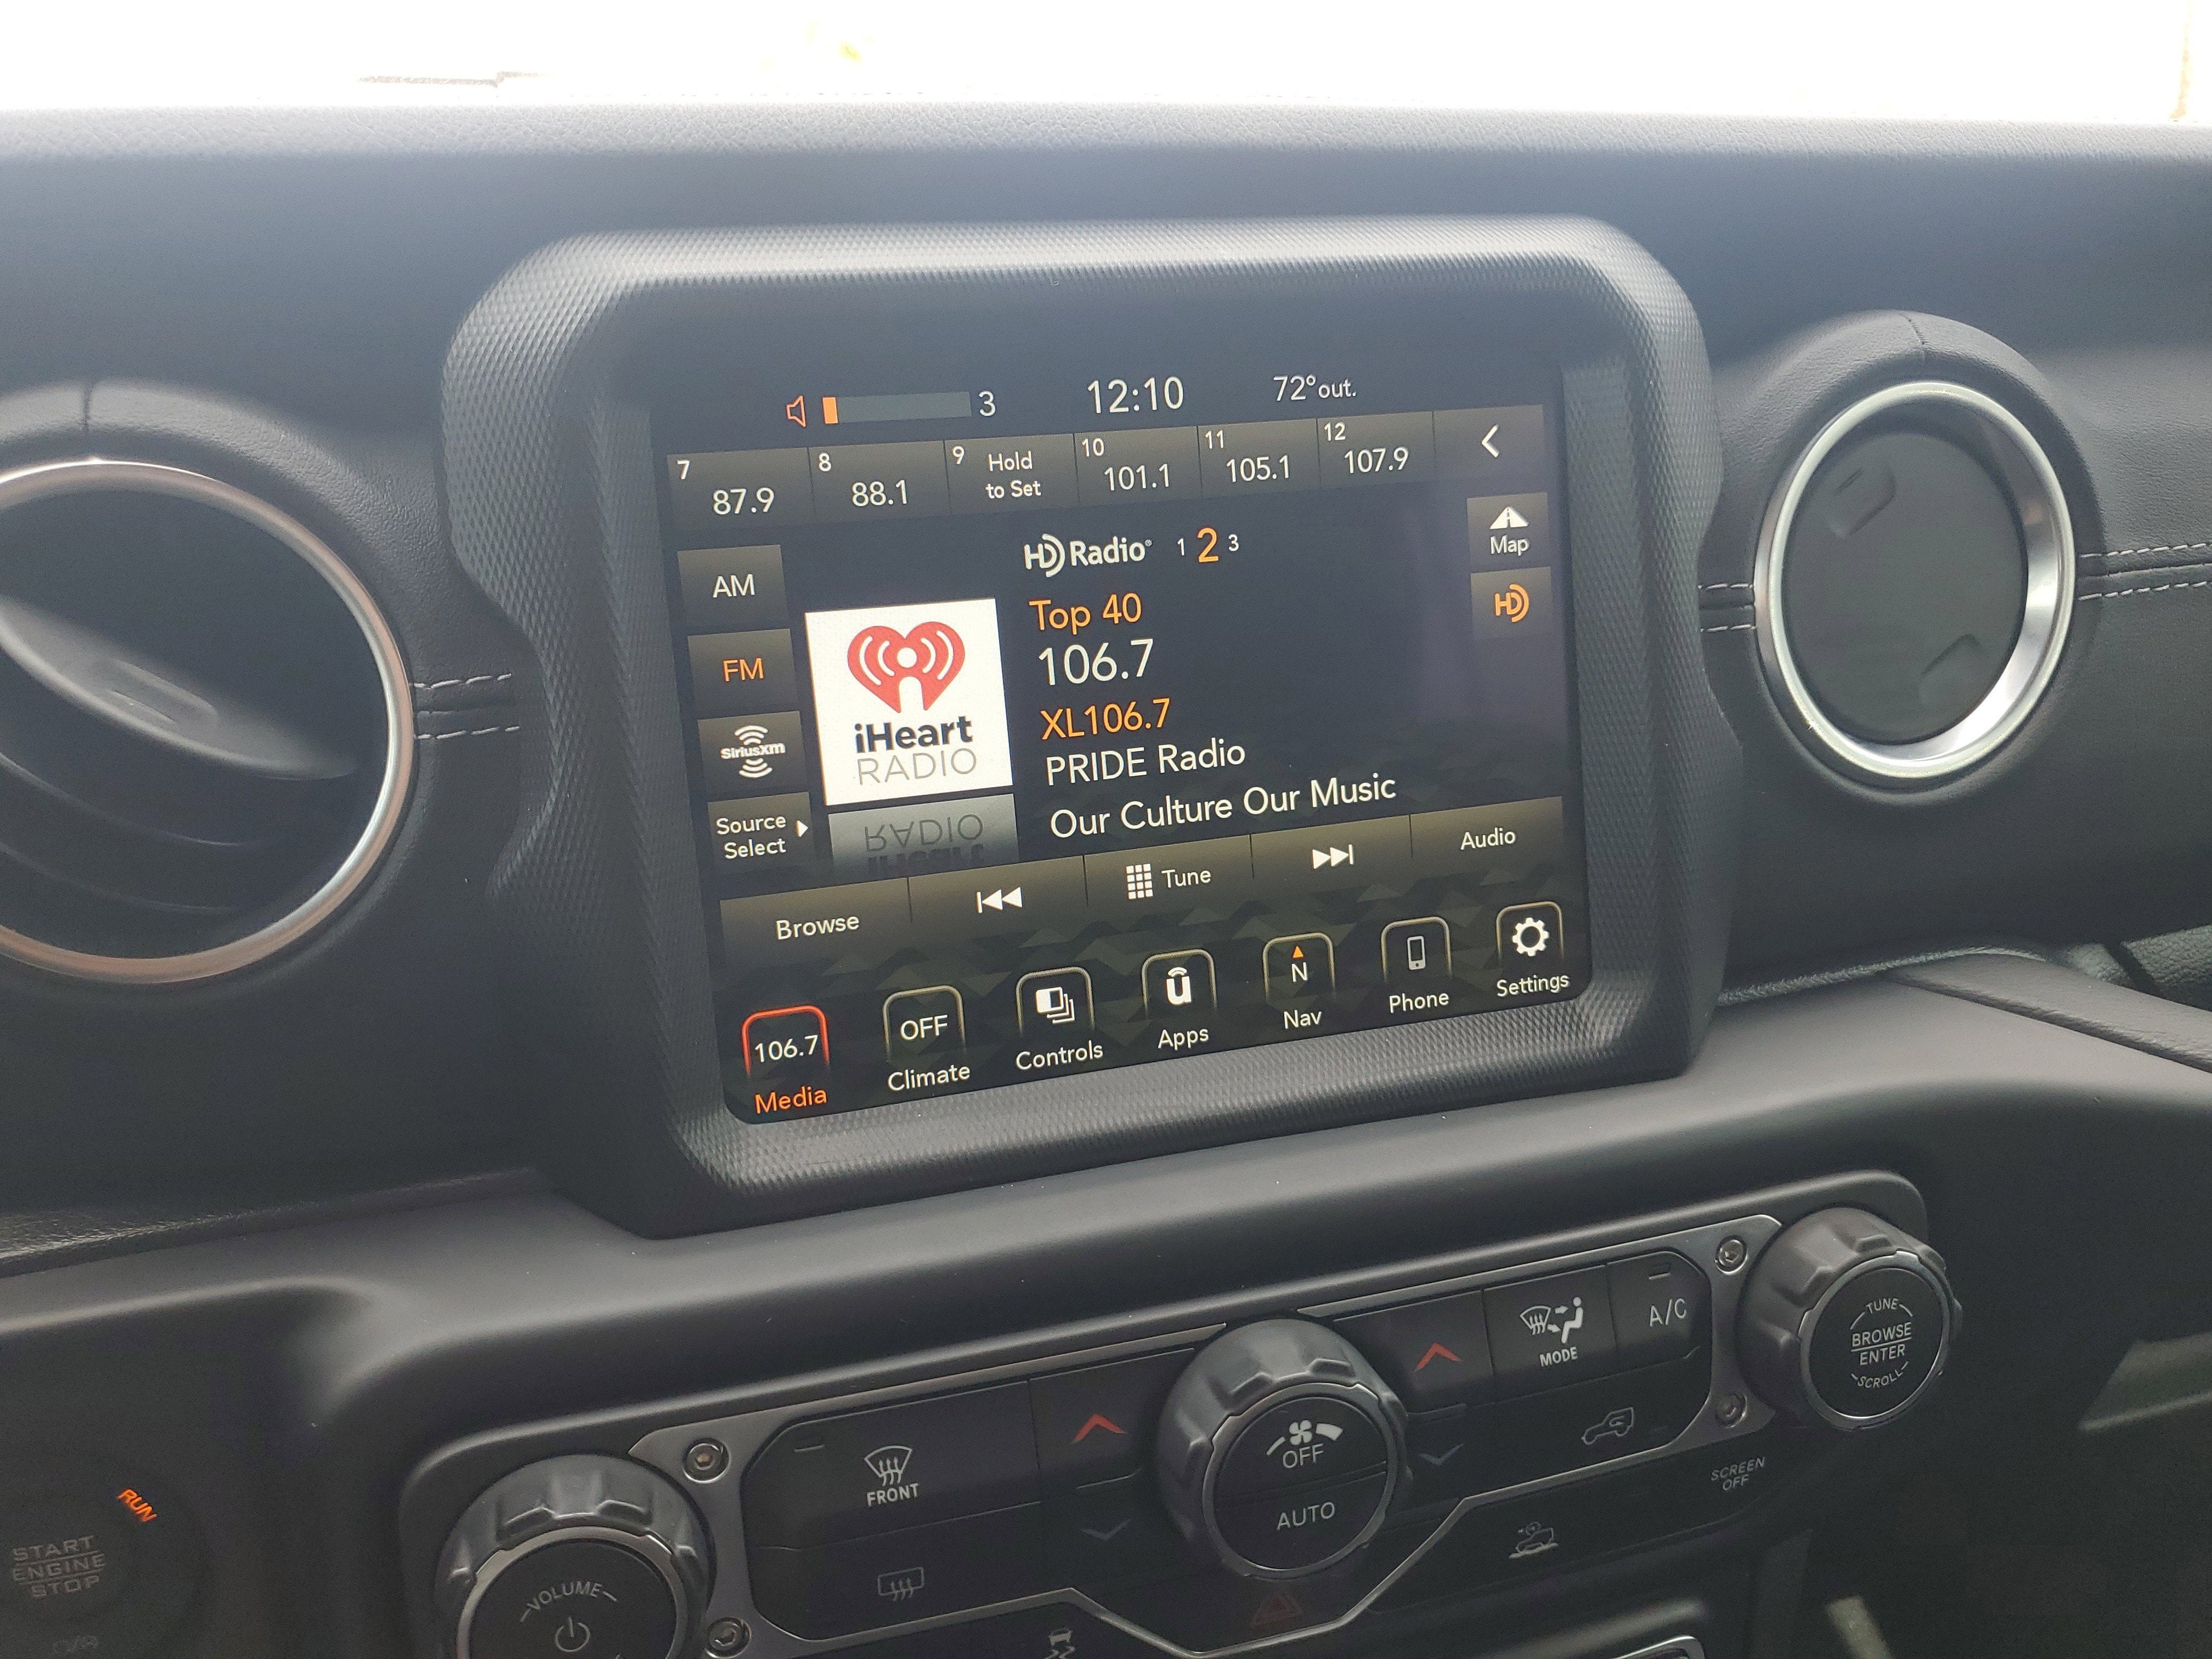 3 12:10 72°out.
7 87.9
8 88.1
9 Hold
to Set
10 101.1
11 105.1
12 107.9
HD Radio® 1 2 3
Map
HD
AM
FM
SiriusXM
Source
Select
iHeart
RADIO
Top 40
106.7
XL106.7
PRIDE Radio
Our Culture Our Music
Browse
Tune
Audio
106.7
Media
OFF
Climate
Controls
ū
Apps
N
Nav
Phone
Settings
FRONT
OFF
AUTO
MODE
A/C
TUNE
BROWSE
ENTER
SCROLL
SCREEN
OFF
VOLUME
RUN
START
ENGINE
STOP